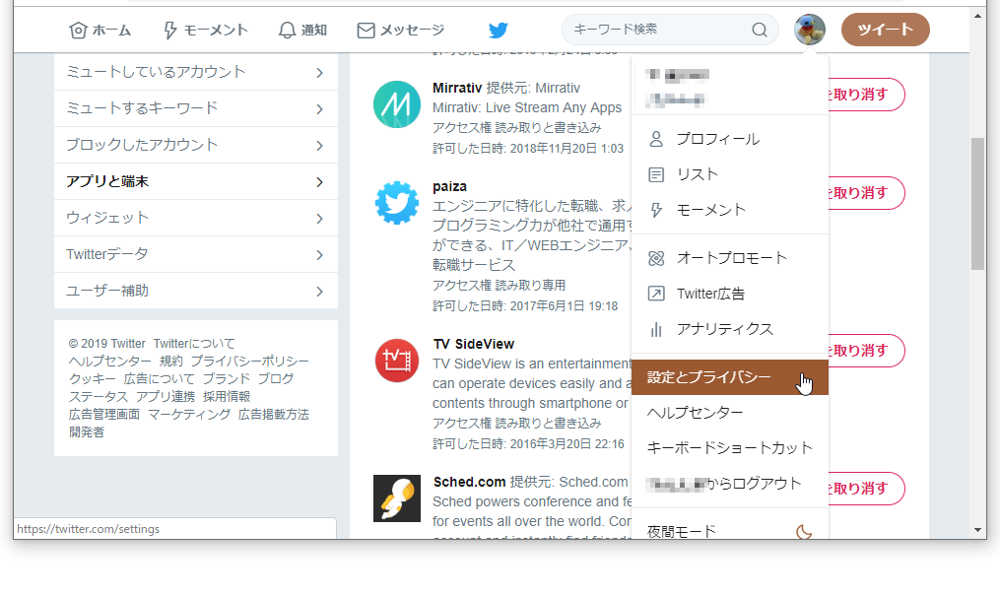 ホーム モーメント 通知 メッセージ キーワード検索 ツイート
ミュートしているアカウント
ミュートするキーワード
ブロックしたアカウント
アプリと端末
ウィジェット
Twitterデータ
ユーザー補助
© 2019 Twitter Twitterについて
ヘルプセンター 規約 プライバシーポリシー
クッキー 広告について ブランド ブログ
ステータス アプリ連携 採用情報
広告管理画面 マーケティング 広告掲載方法
開発者
Mirrativ 提供元: Mirrativ
Mirrativ: Live Stream Any Apps
アクセス権 読み取りと書き込み
許可した日時: 2018年11月20日 1:03
を取り消す
paiza
エンジニアに特化した転職、求
プログラミング力が他社で通用
ができる、IT／WEBエンジニア、
転職サービス
アクセス権 読み取り専用
許可した日時: 2017年6月1日 19:18
を取り消す
TV SideView
TV SideView is an entertainment
can operate devices easily and a
contents through smartphone or
アクセス権 読み取りと書き込み
許可した日時: 2016年3月20日 22:16
を取り消す
Sched.com 提供元: Sched.com
Sched powers conference and fe
for events all over the world. Con
account and instantly find friends
を取り消す
プロフィール
リスト
モーメント
オートプロモート
Twitter広告
アナリティクス
設定とプライバシー
ヘルプセンター
キーボードショートカット
からログアウト
夜間モード
https://twitter.com/settings